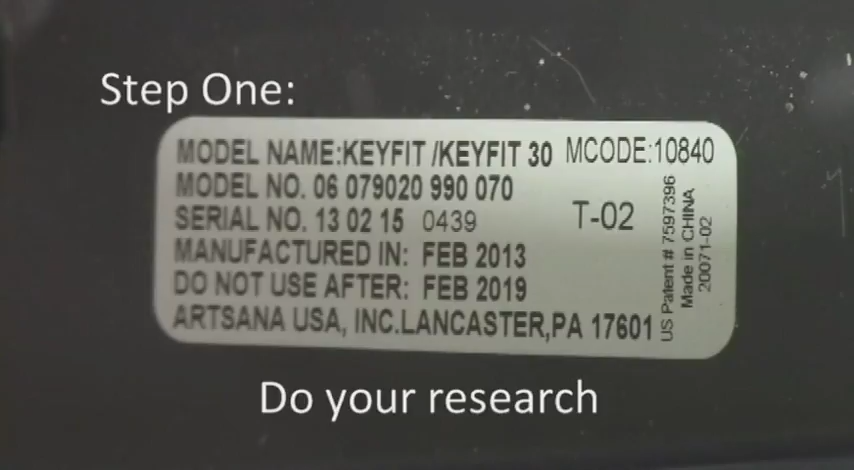 Step One:
MODEL NAME:KEYFIT /KEYFIT 30 MCODE:10840
MODEL NO. 06 079020 990 070
SERIAL NO. 13 02 15 0439
T-02
MANUFACTURED IN: FEB 2013
DO NOT USE AFTER: FEB 2019
ARTSANA USA, INC.LANCASTER,PA 17601
US Patent # 7597396
Made in CHINA
20071-02
Do your research